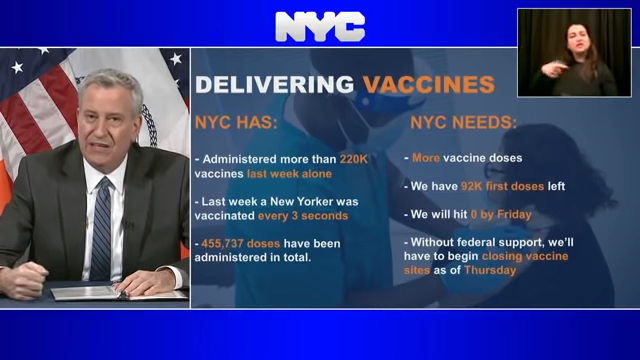 NYC
DELIVERING VACCINES
NYC HAS:
- Administered more than 220K
vaccines last week alone
- Last week a New Yorker was
vaccinated every 3 seconds
- 455,737 doses have been
administered in total.
NYC NEEDS:
- More vaccine doses
- We have 92K first doses left
- We will hit 0 by Friday
- Without federal support, we'll
have to begin closing vaccine
sites as of Thursday